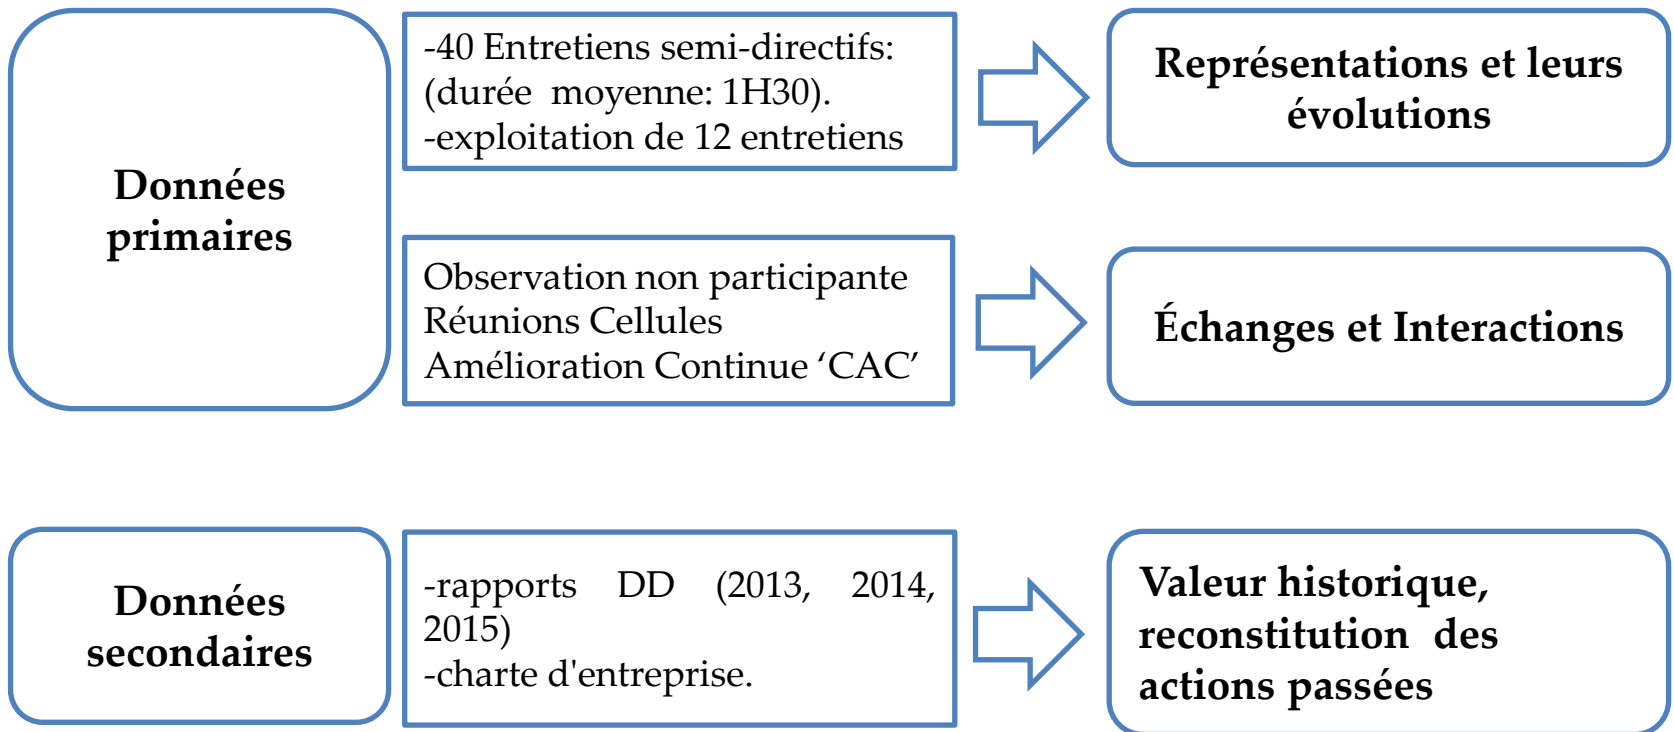 Données
primaires
-40 Entretiens semi-directifs:
(durée moyenne: 1H30).
-exploitation de 12 entretiens
Représentations et leurs
évolutions
Observation non participante
Réunions Cellules
Amélioration Continue ‘CAC’
Échanges et Interactions
Données
secondaires
-rapports DD (2013, 2014,
2015)
-charte d'entreprise.
Valeur historique,
reconstitution des
actions passées